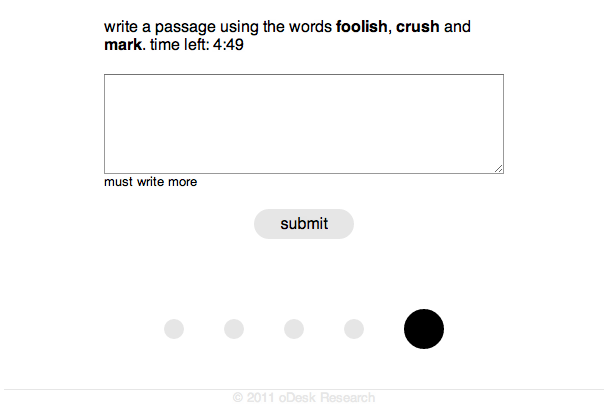 write a passage using the words foolish, crush and
mark. time left: 4:49
must write more
submit
© 2011 oDesk Research